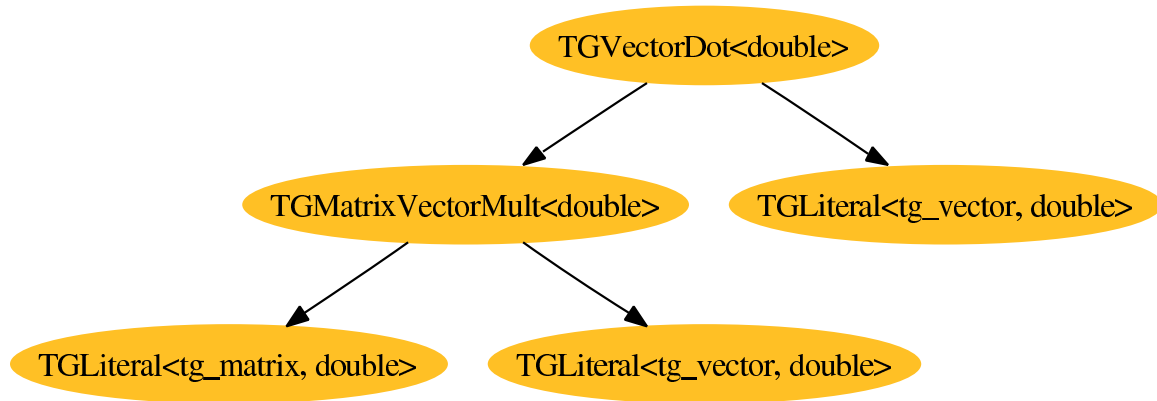 TGVectorDot<double>
TGMatrixVectorMult<double>
TGLiteral<tg_vector, double>
TGLiteral<tg_matrix, double>
TGLiteral<tg_vector, double>